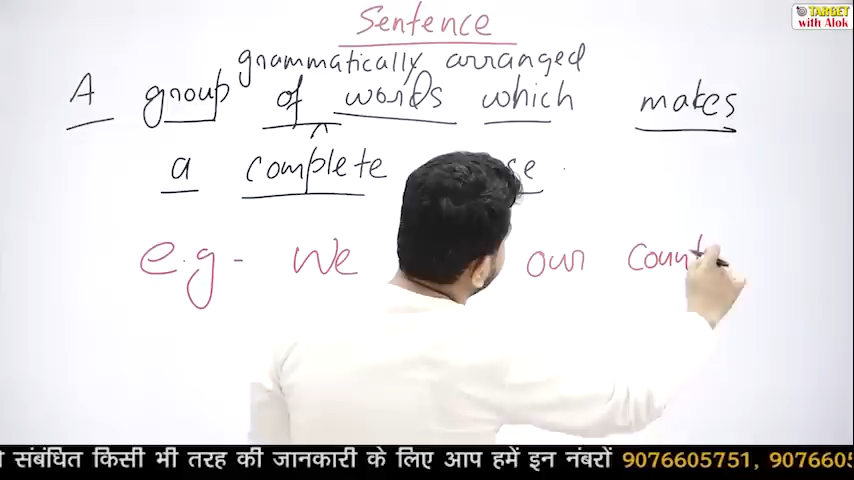 TARGET
with Alok
Sentence
grammatically arranged
A group of words which makes
a complete
e.g- We our count
संबंधित किसी भी तरह की जानकारी के लिए आप हमें इन नंबरों 9076605751, 907660